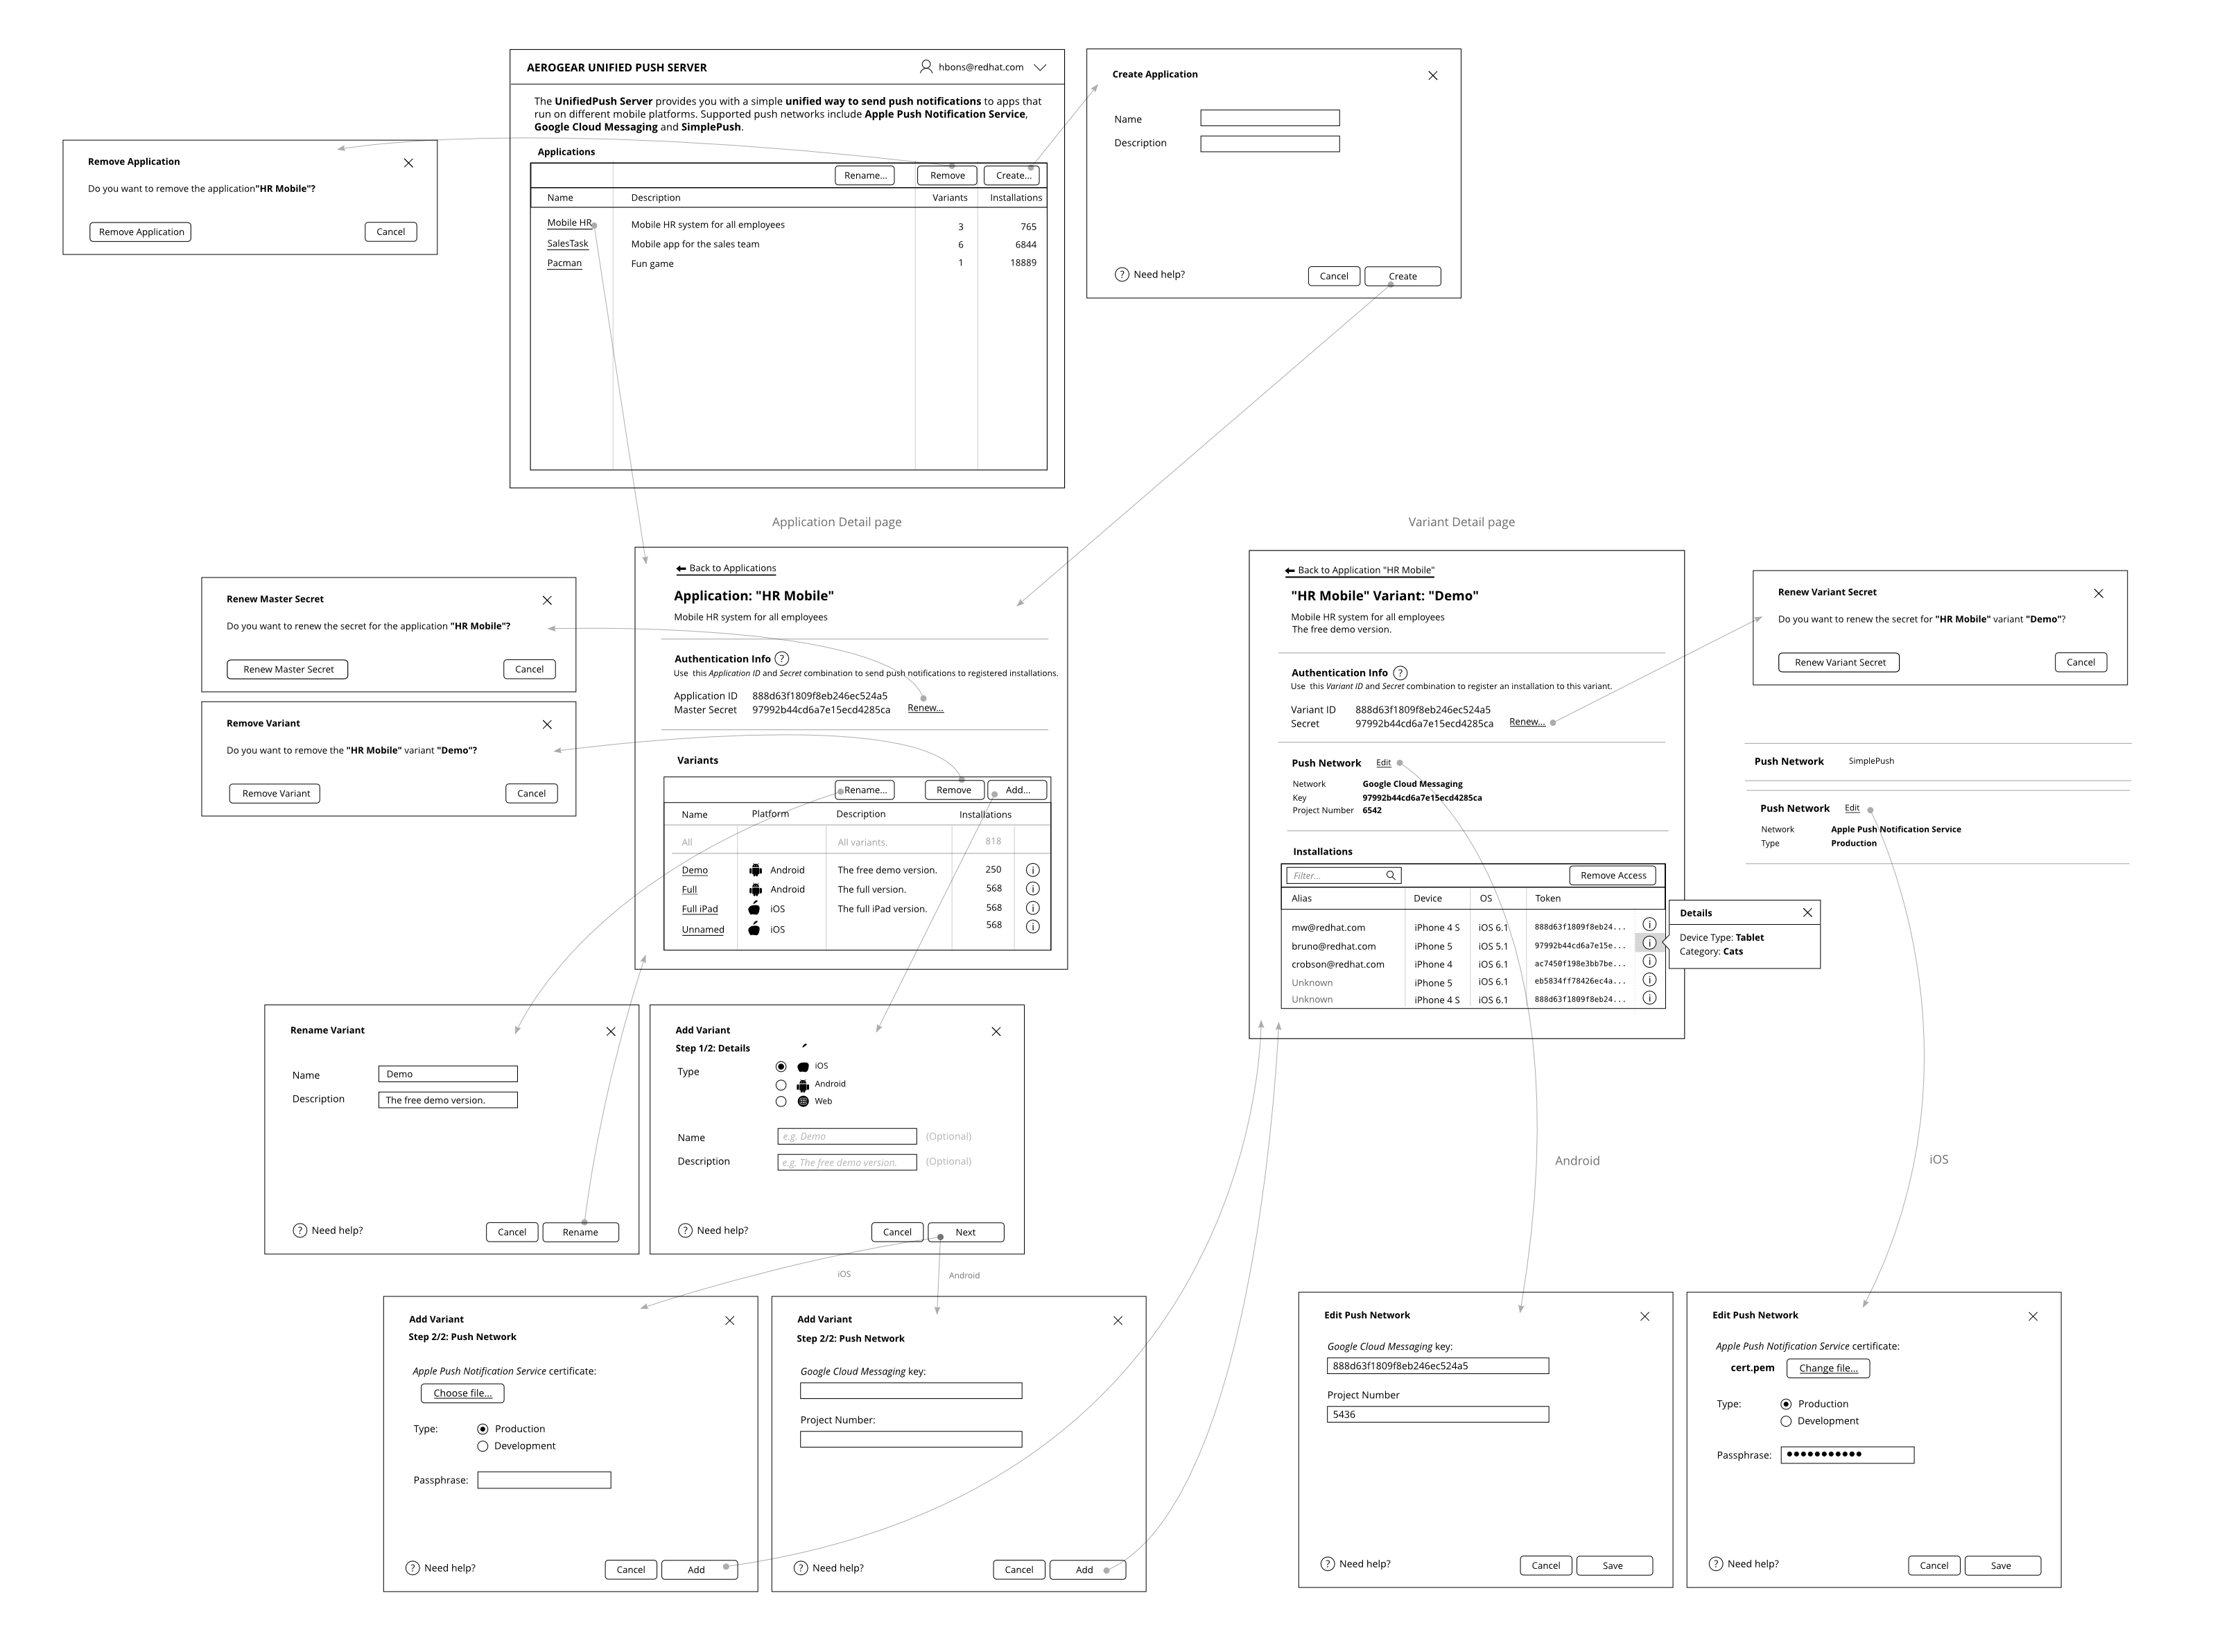 AEROGEAR UNIFIED PUSH SERVER
hbons@redhat.com
The UnifiedPush Server provides you with a simple unified way to send push notifications to apps that
run on different mobile platforms. Supported push networks include Apple Push Notification Service,
Google Cloud Messaging and SimplePush.
Applications
Rename... Remove Create...
Name Description Variants Installations
Mobile HR Mobile HR system for all employees 3 765
SalesTask Mobile app for the sales team 6 6844
Pacman Fun game 1 18889
Create Application
Name
Description
? Need help? Cancel Create
Remove Application
Do you want to remove the application"HR Mobile"?
Remove Application Cancel
Application Detail page
Back to Applications
Application: "HR Mobile"
Mobile HR system for all employees
Authentication Info ?
Use this Application ID and Secret combination to send push notifications to registered installations.
Application ID 888d63f1809f8eb246ec524a5
Master Secret 97992b44cd6a7e15ecd4285ca Renew...
Variants
Rename... Remove Add...
Name Platform Description Installations
All All variants. 818
Demo Android The free demo version. 250 i
Full Android The full version. 568 i
Full iPad iOS The full iPad version. 568 i
Unnamed iOS 568 i
Renew Master Secret
Do you want to renew the secret for the application "HR Mobile"?
Renew Master Secret Cancel
Remove Variant
Do you want to remove the "HR Mobile" variant "Demo"?
Remove Variant Cancel
Variant Detail page
Back to Application "HR Mobile"
"HR Mobile" Variant: "Demo"
Mobile HR system for all employees
The free demo version.
Authentication Info ?
Use this Variant ID and Secret combination to register an installation to this variant.
Variant ID 888d63f1809f8eb246ec524a5
Secret 97992b44cd6a7e15ecd4285ca Renew...
Push Network Edit
Network Google Cloud Messaging
Key 97992b44cd6a7e15ecd4285ca
Project Number 6542
Installations
Filter... Remove Access
Alias Device OS Token
mw@redhat.com iPhone 4 S iOS 6.1 888d63f1809f8eb24... i
bruno@redhat.com iPhone 5 iOS 5.1 97992b44cd6a7e15e... i
crobson@redhat.com iPhone 4 iOS 6.1 ac7450f198e3bb7be... i
Unknown iPhone 5 iOS 6.1 eb5834ff78426ec4a... i
Unknown iPhone 4 S iOS 6.1 888d63f1809f8eb24... i
Details
Device Type: Tablet
Category: Cats
Renew Variant Secret
Do you want to renew the secret for "HR Mobile" variant "Demo"?
Renew Variant Secret Cancel
Push Network SimplePush
Push Network Edit
Network Apple Push Notification Service
Type Production
Rename Variant
Name Demo
Description The free demo version.
? Need help? Cancel Rename
Add Variant
Step 1/2: Details
Type iOS
Android
Web
Name e.g. Demo (Optional)
Description e.g. The free demo version. (Optional)
? Need help? Cancel Next
iOS
Android
Add Variant
Step 2/2: Push Network
Apple Push Notification Service certificate:
Choose file...
Type: Production
Development
Passphrase:
? Need help? Cancel Add
Add Variant
Step 2/2: Push Network
Google Cloud Messaging key:
Project Number:
? Need help? Cancel Add
Android
iOS
Edit Push Network
Google Cloud Messaging key:
888d63f1809f8eb246ec524a5
Project Number
5436
? Need help? Cancel Save
Edit Push Network
Apple Push Notification Service certificate:
cert.pem Change file...
Type: Production
Development
Passphrase: ●●●●●●●●●●●
? Need help? Cancel Save